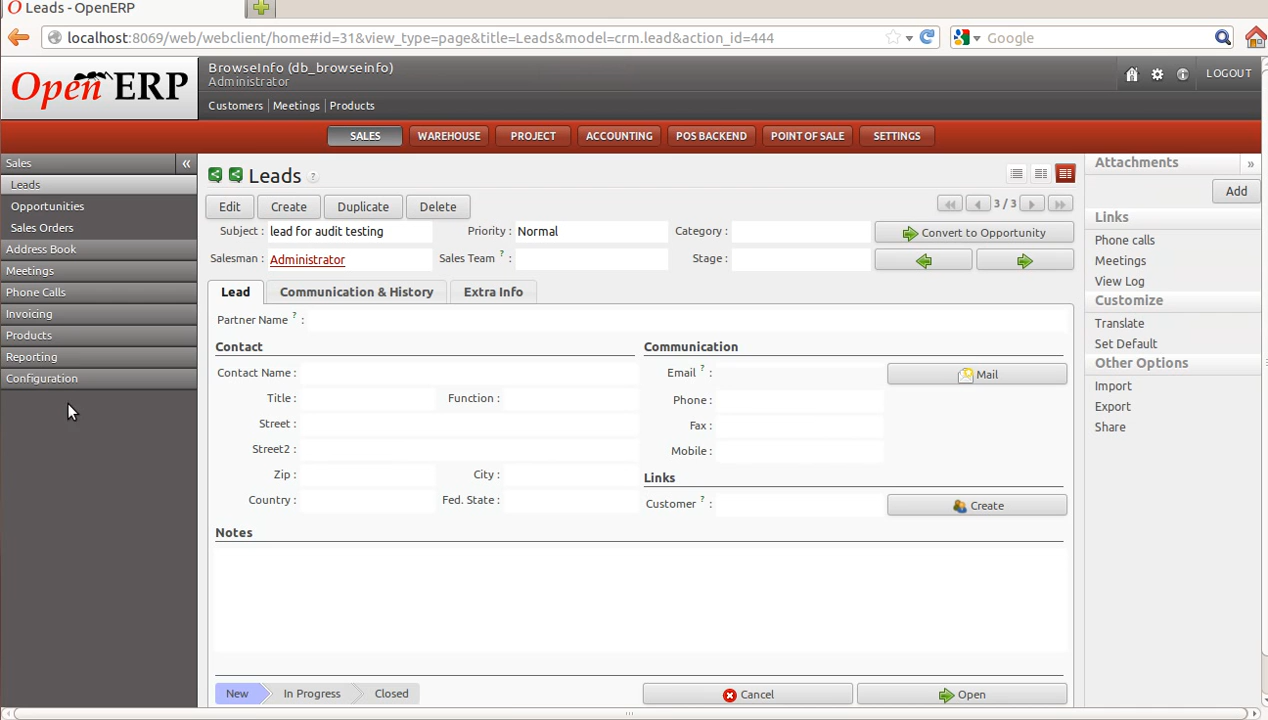 Leads - OpenERP
localhost:8069/web/webclient/home#id=31&view_type=page&title=Leads&model=crm.lead&action_id=444
Google
Open ERP
BrowseInfo (db_browseinfo)
Administrator
Customers | Meetings | Products
LOGOUT
SALES WAREHOUSE PROJECT ACCOUNTING POS BACKEND POINT OF SALE SETTINGS
Sales «
Leads
Opportunities
Sales Orders
Address Book
Meetings
Phone Calls
Invoicing
Products
Reporting
Configuration
Leads ?
Edit Create Duplicate Delete
3 / 3
Subject : lead for audit testing Priority : Normal Category : Convert to Opportunity
Salesman : Administrator Sales Team ? : Stage :
Lead Communication & History Extra Info
Partner Name ? :
Contact
Contact Name :
Title : Function :
Street :
Street2 :
Zip : City :
Country : Fed. State :
Communication
Email ? : Mail
Phone :
Fax :
Mobile :
Links
Customer ? : Create
Notes
New In Progress Closed
Cancel Open
Attachments »
Add
Links
Phone calls
Meetings
View Log
Customize
Translate
Set Default
Other Options
Import
Export
Share